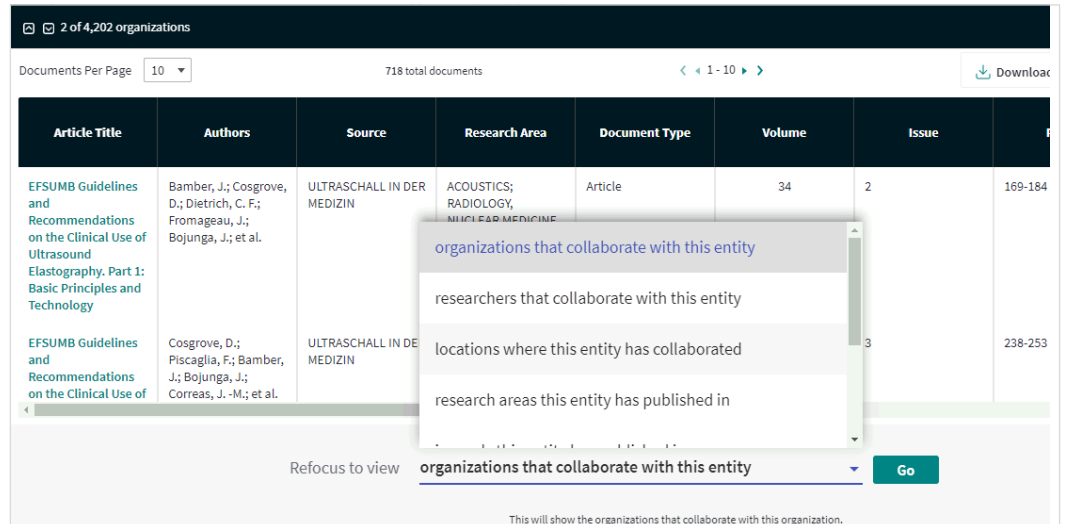 2 of 4,202 organizations
Documents Per Page 10 718 total documents 1 - 10 Download
Article Title Authors Source Research Area Document Type Volume Issue
EFSUMB Guidelines
and
Recommendations
on the Clinical Use of
Ultrasound
Elastography. Part 1:
Basic Principles and
Technology
Bamber, J.; Cosgrove,
D.; Dietrich, C. F.;
Fromageau, J.;
Bojunga, J.; et al.
ULTRASCHALL IN DER
MEDIZIN
ACOUSTICS;
RADIOLOGY,
NUCLEAR MEDICINE
Article
34
2
169-184
EFSUMB Guidelines
and
Recommendations
on the Clinical Use of
Cosgrove, D.;
Piscaglia, F.; Bamber,
J.; Bojunga, J.;
Correas, J. -M.; et al.
ULTRASCHALL IN DE
MEDIZIN
3
238-253
organizations that collaborate with this entity
researchers that collaborate with this entity
locations where this entity has collaborated
research areas this entity has published in
Refocus to view organizations that collaborate with this entity Go
This will show the organizations that collaborate with this organization.